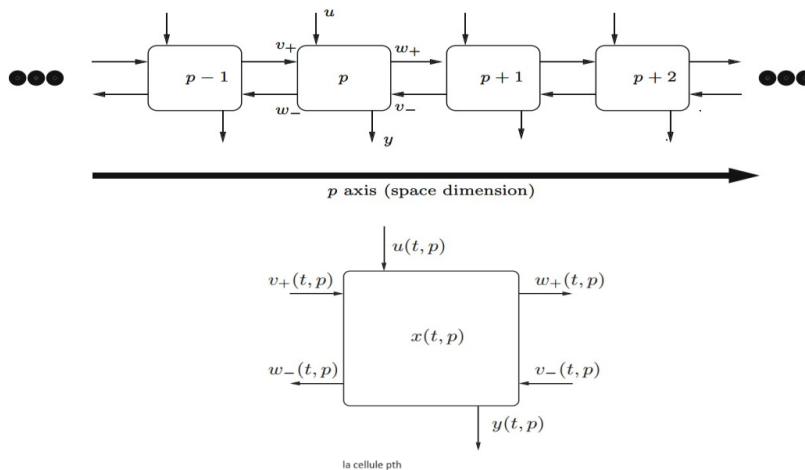 u
v₊ w₊
p − 1 p p + 1 p + 2
w₋ v₋
y
p axis (space dimension)
u(t, p)
v₊(t, p) w₊(t, p)
x(t, p)
w₋(t, p) v₋(t, p)
y(t, p)
la cellule pth